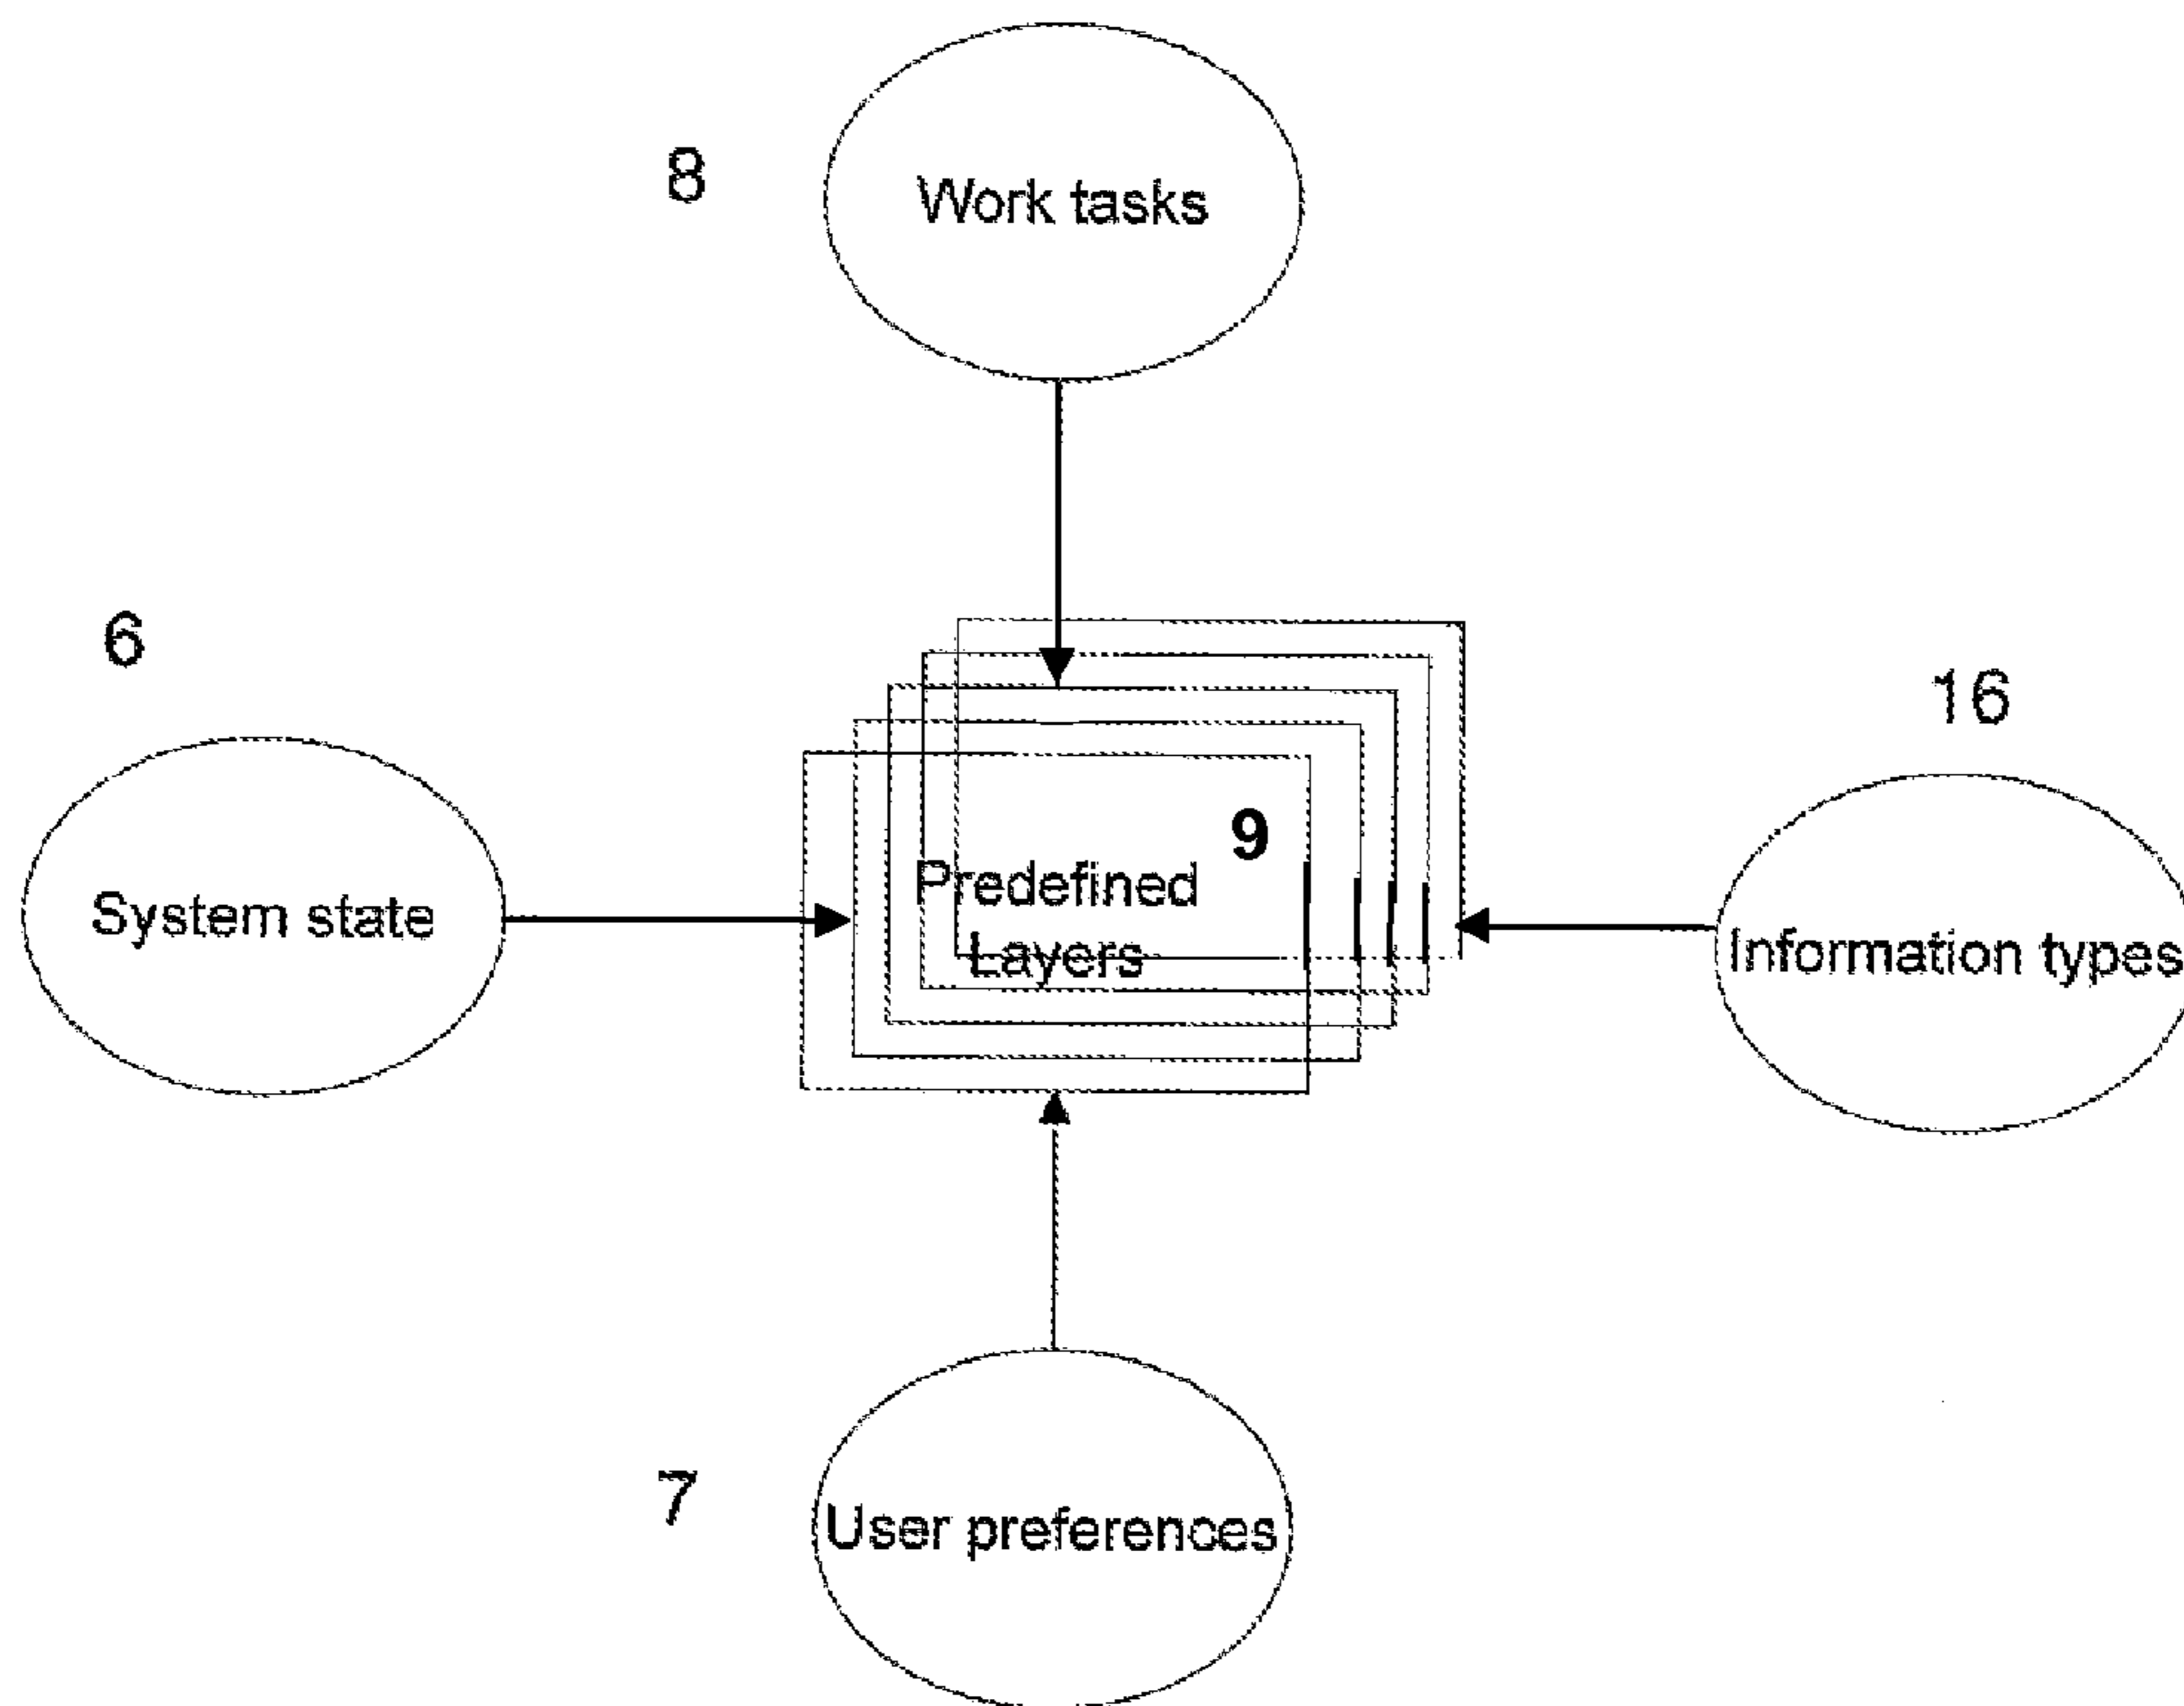 8
Work tasks
6
16
9
Predefined
Layers
System state
Information types
7
User preferences